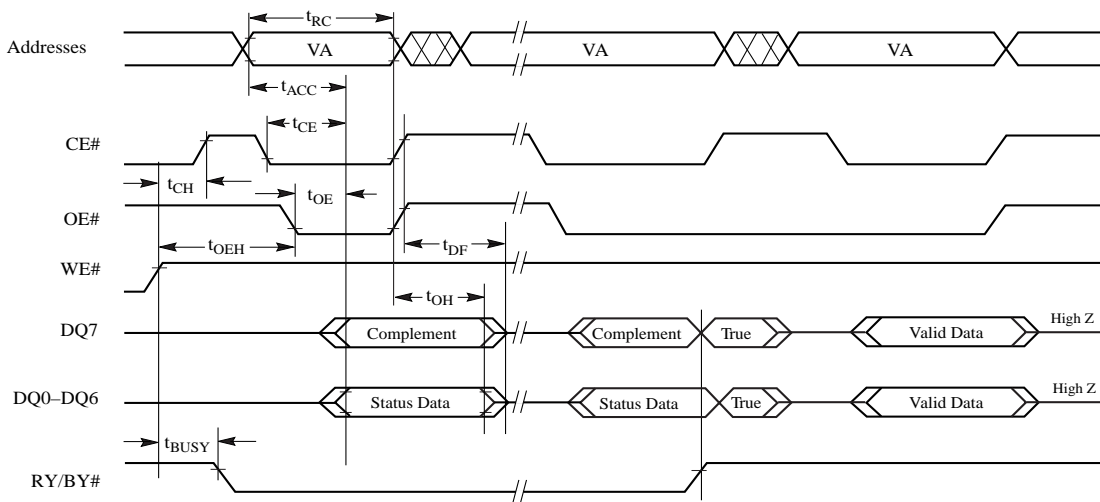 tRC
Addresses VA VA VA
tACC
tCE
CE#
tCH
tOE
OE#
tOEH tDF
WE#
tOH
DQ7 Complement Complement True Valid Data High Z
DQ0–DQ6 Status Data Status Data True Valid Data High Z
tBUSY
RY/BY#